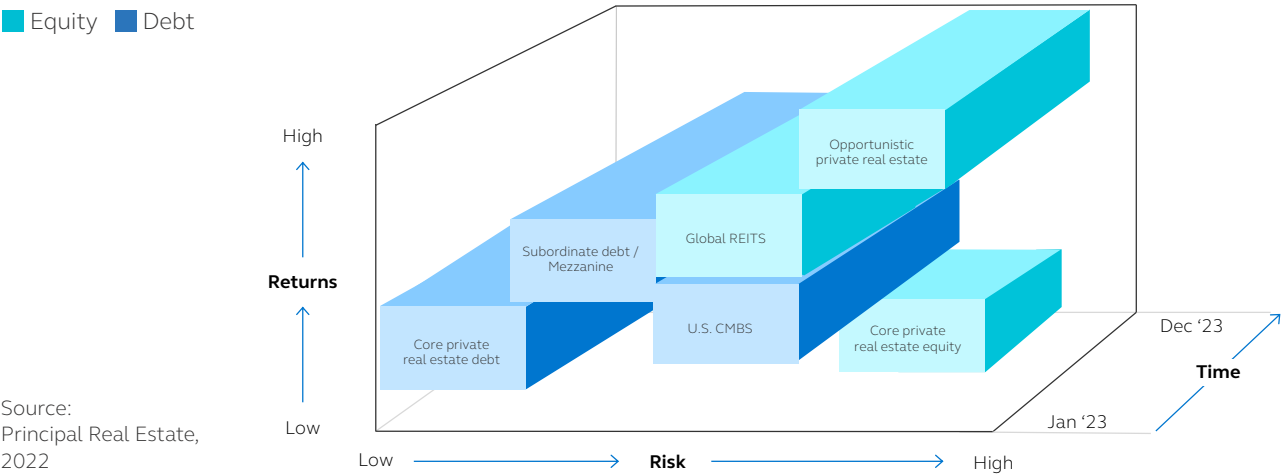 Equity
Debt
High
Returns
Low
Opportunistic
private real estate
Global REITS
Subordinate debt /
Mezzanine
U.S. CMBS
Core private
real estate debt
Core private
real estate equity
Dec ‘23
Time
Jan ‘23
Low
Risk
High
Source:
Principal Real Estate,
2022